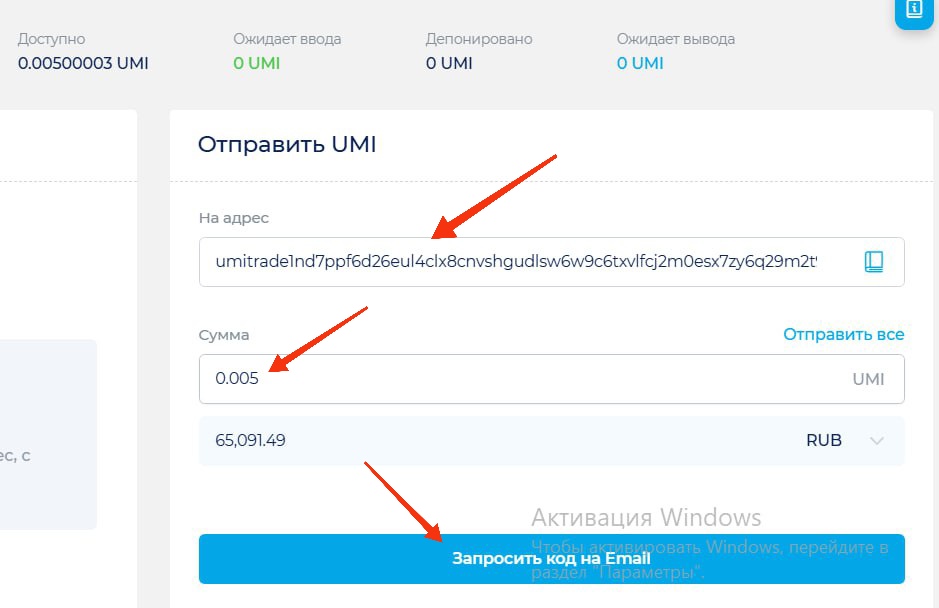 Доступно
0.00500003 UMI
Ожидает ввода
0 UMI
Депонировано
0 UMI
Ожидает вывода
0 UMI
Отправить UMI
На адрес
umitrade1nd7ppf6d26eul4clx8cnvshgudlsw6w9c6txvlfcj2m0esx7zy6q29m2t
Сумма
Отправить все
0.005
UMI
65,091.49
RUB
ес, с
Запросить код на Email
Активация Windows
Чтобы активировать Windows, перейдите в
раздел "Параметры".